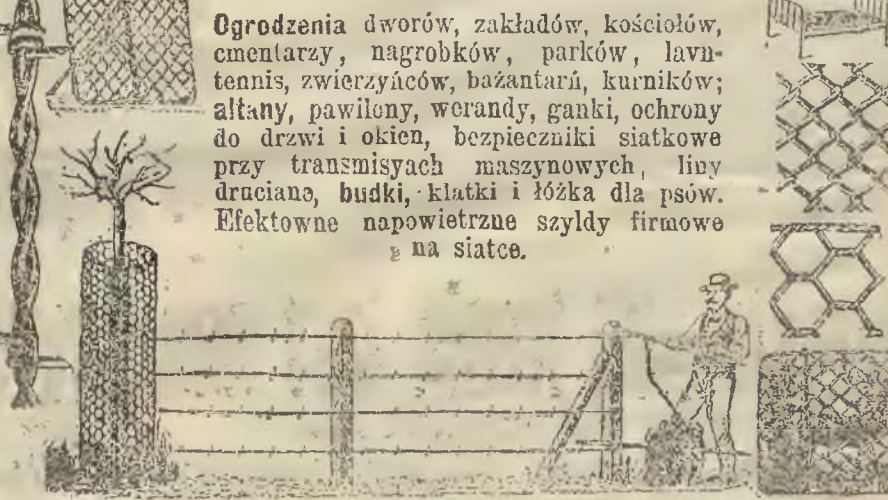 Ogrodzenia dworów, zakładów, kościołów,
cmentarzy, nagrobków, parków, lavn-
tennis, zwierzyńców, bażantarń, kurników;
altany, pawilony, werandy, ganki, ochrony
do drzwi i okien, bezpieczniki siatkowe
przy transmisyach maszynowych, liny
druciane, budki, klatki i łóżka dla psów.
Efektowne napowietrzne szyldy firmowe
na siatce.